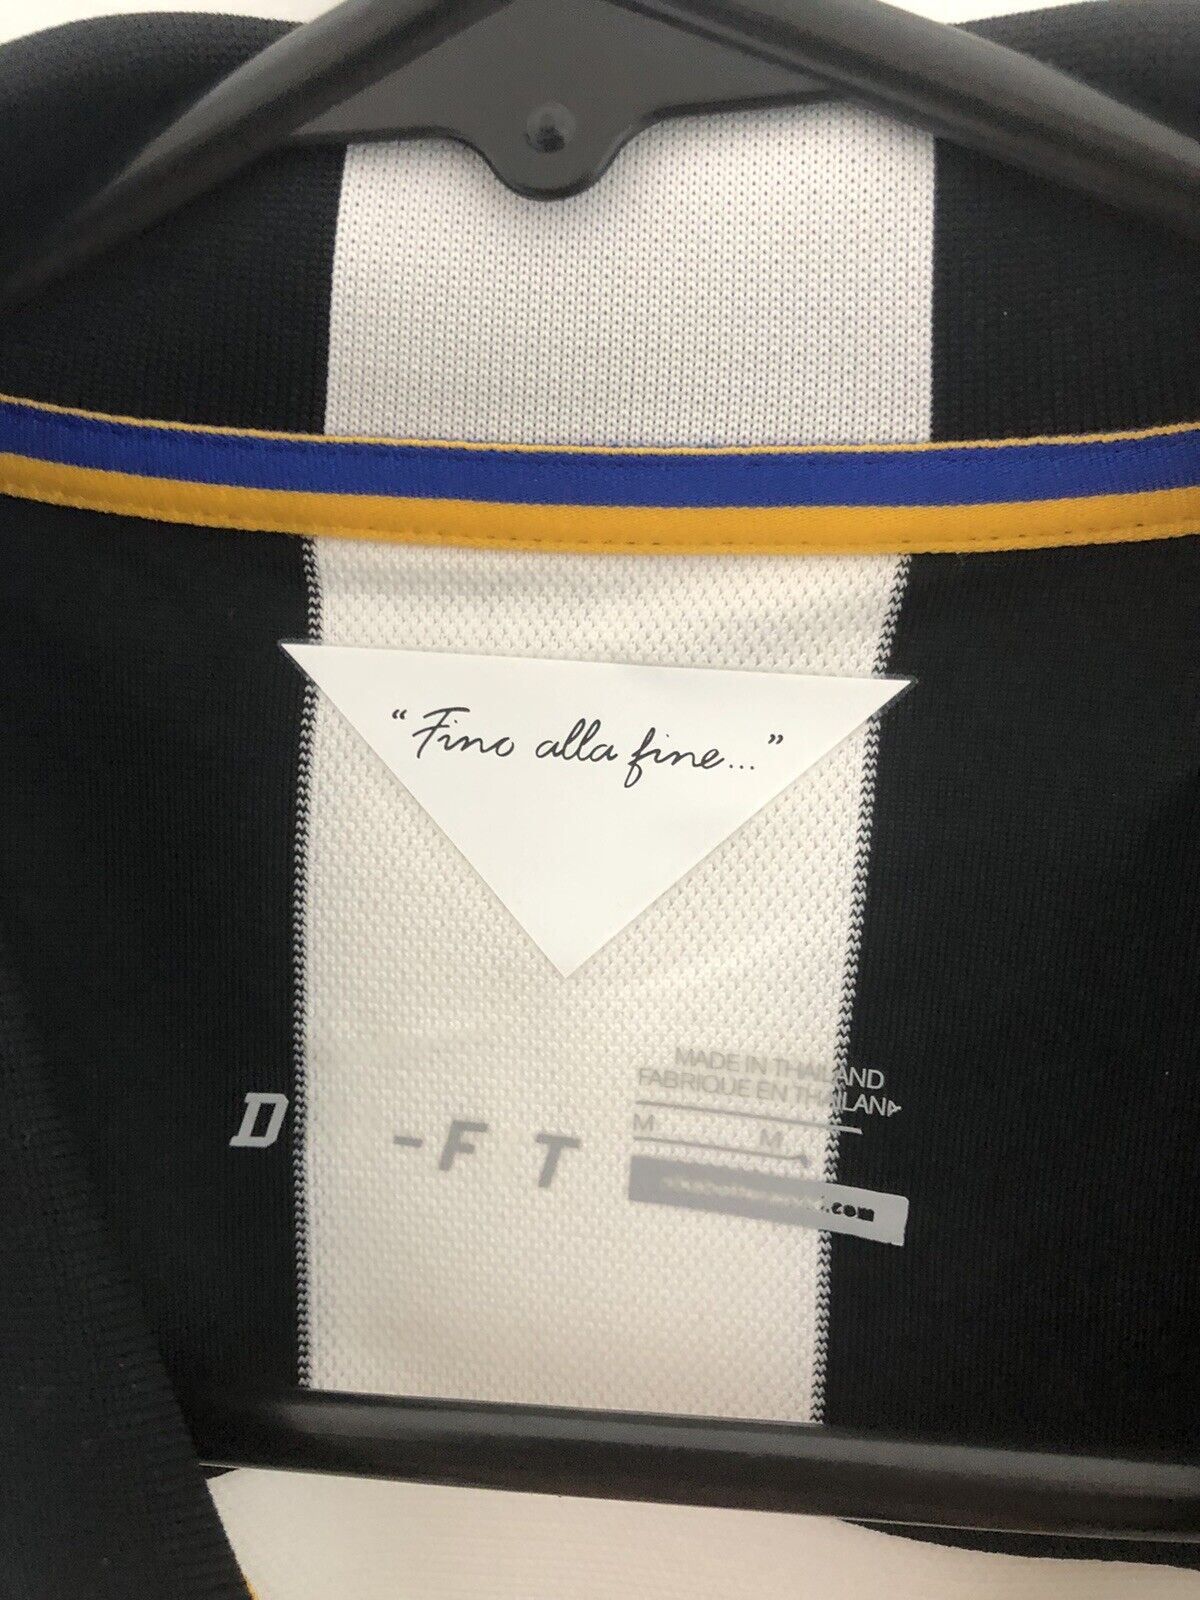 “Fino alla fine...”
MADE IN THAILAND
FABRIQUE EN THAILAND
D -F T
M M
.com